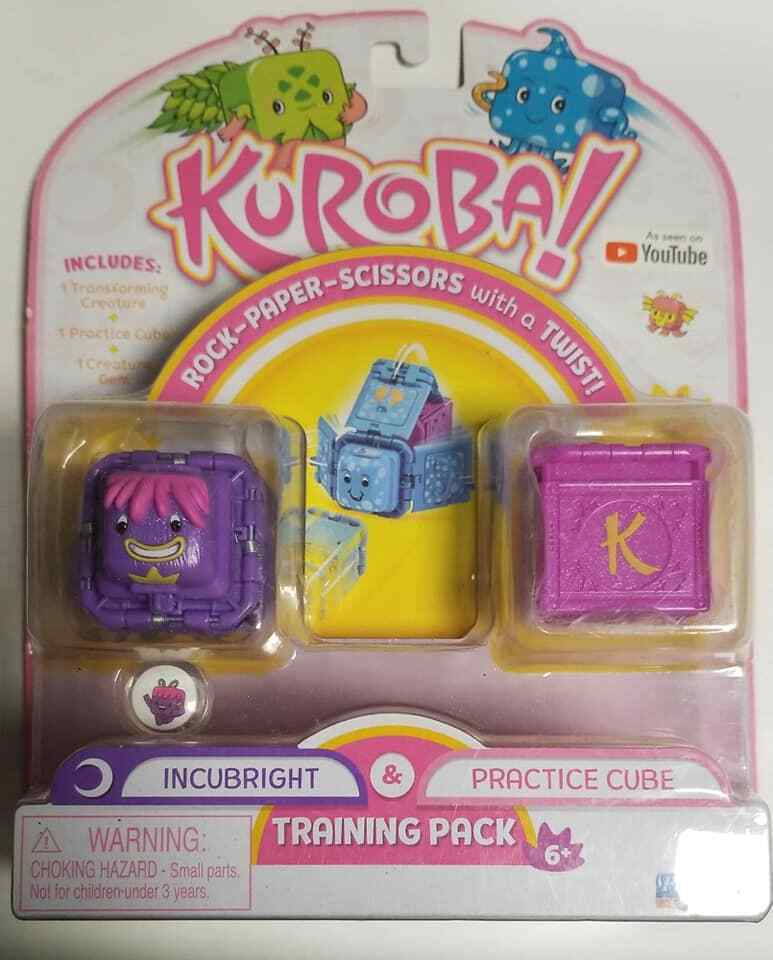 KUROBA!
As seen on
YouTube
INCLUDES:
1 Transforming
Creature
+
1 Practice Cube
+
1 Creature
Gem
ROCK-PAPER-SCISSORS with a TWIST!
K
INCUBRIGHT
&
PRACTICE CUBE
TRAINING PACK
6+
WARNING:
CHOKING HAZARD - Small parts.
Not for children under 3 years.